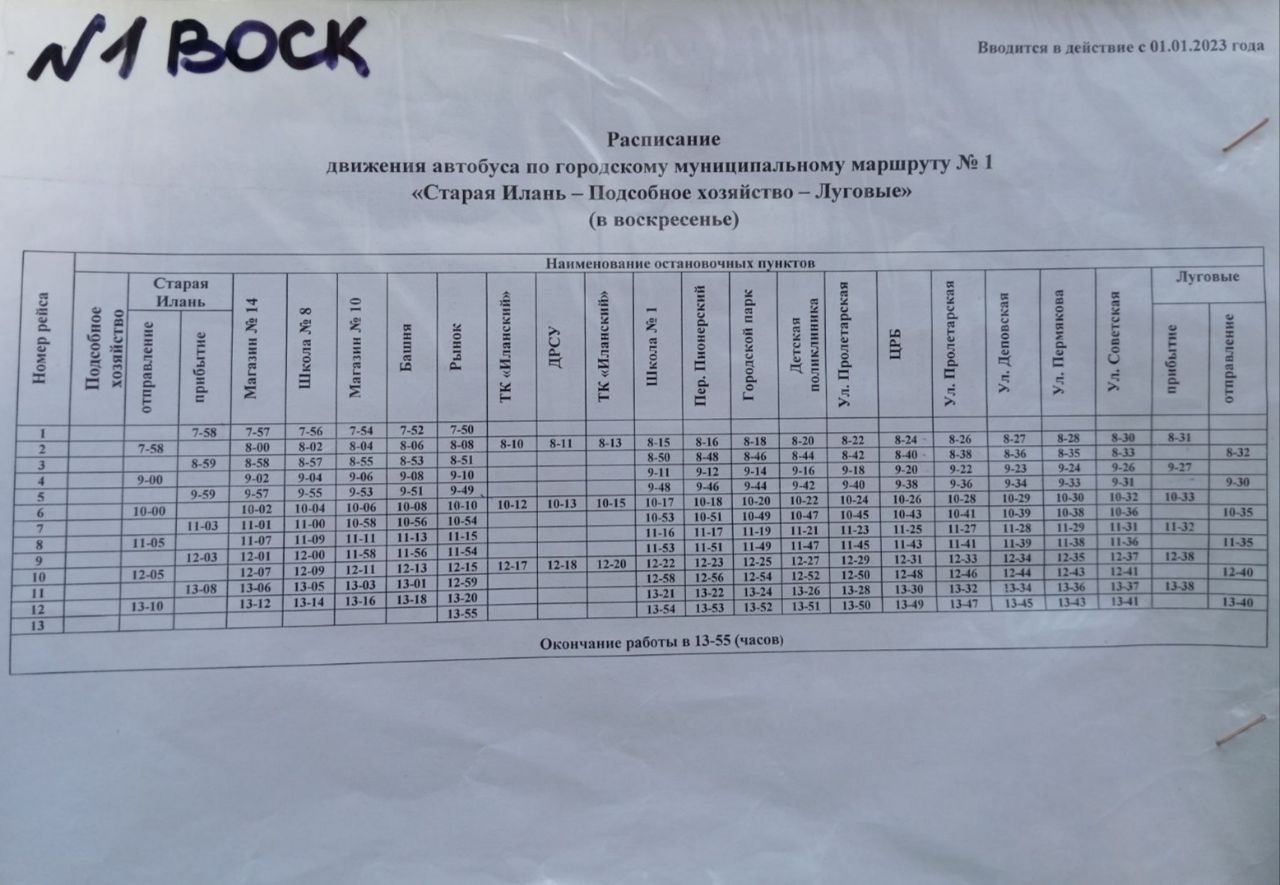 N1 ВОСК
Вводится в действие с 01.01.2023 года
Расписание
движения автобуса по городскому муниципальному маршруту № 1
«Старая Илань – Подсобное хозяйство – Луговые»
(в воскресенье)
Номер рейса
Наименование остановочных пунктов
Подсобное
хозяйство
Старая
Илань
отправление
прибытие
Магазин № 14
Школа № 8
Магазин № 10
Башня
Рынок
ТК «Иланский»
ДРСУ
ТК «Иланский»
Школа № 1
Пер. Пионерский
Городской парк
Детская
поликлиника
Ул. Пролетарская
ЦРБ
Ул. Пролетарская
Ул. Деповская
Ул. Пермякова
Ул. Советская
Луговые
прибытие
отправление
1 7-58 7-57 7-56 7-54 7-52 7-50
2 7-58 8-00 8-02 8-04 8-06 8-08 8-10 8-11 8-13 8-15 8-16 8-18 8-20 8-22 8-24 8-26 8-27 8-28 8-30 8-31
3 8-59 8-58 8-57 8-55 8-53 8-51 8-50 8-48 8-46 8-44 8-42 8-40 8-38 8-36 8-35 8-33 8-32
4 9-00 9-02 9-04 9-06 9-08 9-10 9-11 9-12 9-14 9-16 9-18 9-20 9-22 9-23 9-24 9-26 9-27
5 9-59 9-57 9-55 9-53 9-51 9-49 9-48 9-46 9-44 9-42 9-40 9-38 9-36 9-34 9-33 9-31 9-30
6 10-00 10-02 10-04 10-06 10-08 10-10 10-12 10-13 10-15 10-17 10-18 10-20 10-22 10-24 10-26 10-28 10-29 10-30 10-32 10-33
7 11-03 11-01 11-00 10-58 10-56 10-54 10-53 10-51 10-49 10-47 10-45 10-43 10-41 10-39 10-38 10-36 10-35
8 11-05 11-07 11-09 11-11 11-13 11-15 11-16 11-17 11-19 11-21 11-23 11-25 11-27 11-28 11-29 11-31 11-32
9 12-03 12-01 12-00 11-58 11-56 11-54 11-53 11-51 11-49 11-47 11-45 11-43 11-41 11-39 11-38 11-36 11-35
10 12-05 12-07 12-09 12-11 12-13 12-15 12-17 12-18 12-20 12-22 12-23 12-25 12-27 12-29 12-31 12-33 12-34 12-35 12-37 12-38
11 13-08 13-06 13-05 13-03 13-01 12-59 12-58 12-56 12-54 12-52 12-50 12-48 12-46 12-44 12-43 12-41 12-40
12 13-10 13-12 13-14 13-16 13-18 13-20 13-21 13-22 13-24 13-26 13-28 13-30 13-32 13-34 13-36 13-37 13-38
13 13-55 13-54 13-53 13-52 13-51 13-50 13-49 13-47 13-45 13-43 13-41 13-40
Окончание работы в 13-55 (часов)